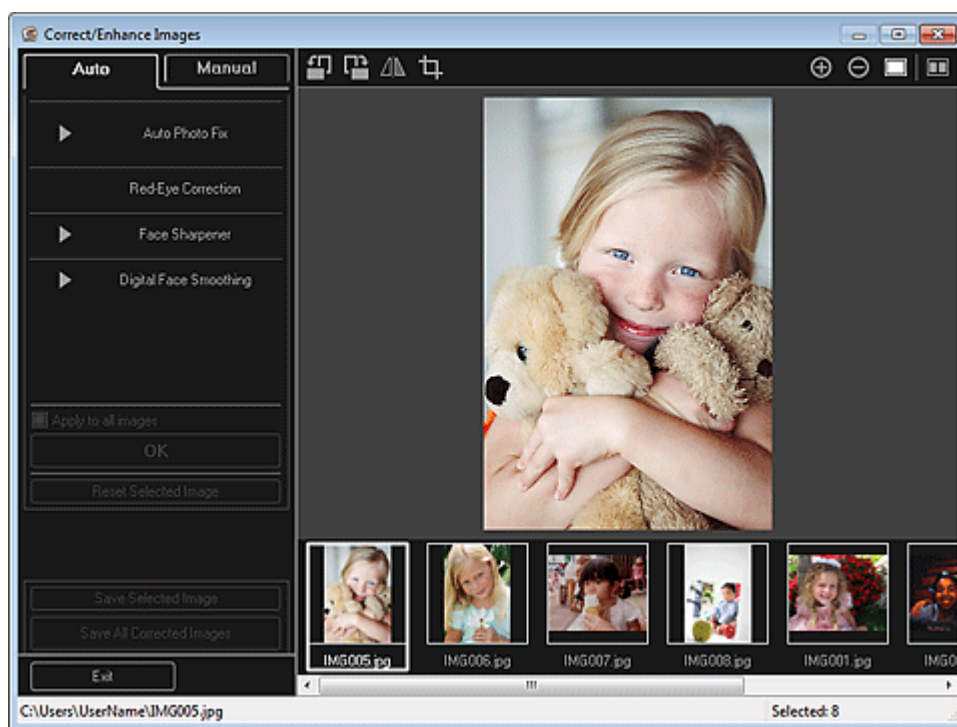 Correct/Enhance Images
Auto
Manual
Auto Photo Fix
Red-Eye Correction
Face Sharpener
Digital Face Smoothing
Apply to all images
OK
Reset Selected Image
Save Selected Image
Save All Corrected Images
Exit
IMG005.jpg
IMG006.jpg
IMG007.jpg
IMG008.jpg
IMG001.jpg
C:\Users\UserName\IMG005.jpg
Selected: 8